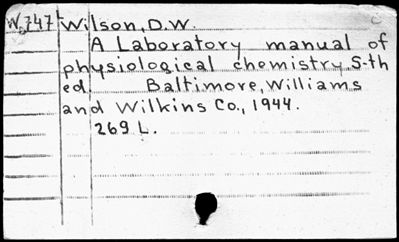 W.747 Wilson, D.W.
A Laboratory manual of
physiological chemistry 5-th
ed Baltimore, Williams
and Wilkins Co., 1944.
269 L.